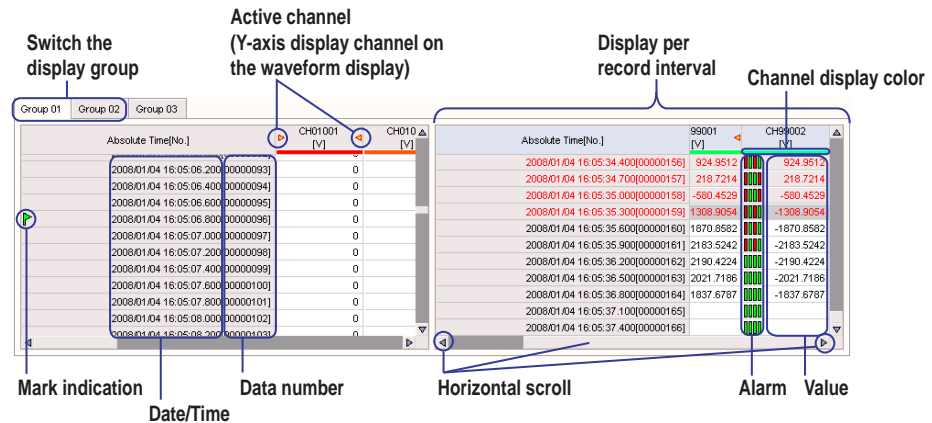 Active channel
(Y-axis display channel on
the waveform display)
Switch the
display group
Display per
record interval
Channel display color
Group 01 Group 02 Group 03
Absolute Time[No.] CH01001 CH010
[V] [V]
2008/01/04 16:05:06.200[00000093] 0
2008/01/04 16:05:06.400[00000094] 0
2008/01/04 16:05:06.600[00000095] 0
2008/01/04 16:05:06.800[00000096] 0
2008/01/04 16:05:07.000[00000097] 0
2008/01/04 16:05:07.200[00000098] 0
2008/01/04 16:05:07.400[00000099] 0
2008/01/04 16:05:07.600[00000100] 0
2008/01/04 16:05:07.800[00000101] 0
2008/01/04 16:05:08.000[00000102] 0
2008/01/04 16:05:08.200[00000103] 0
Absolute Time[No.] 99001 CH99002
[V] [V]
2008/01/04 16:05:34.400[00000156] 924.9512 924.9512
2008/01/04 16:05:34.700[00000157] 218.7214 218.7214
2008/01/04 16:05:35.000[00000158] -580.4529 -580.4529
2008/01/04 16:05:35.300[00000159] 1308.9054 -1308.9054
2008/01/04 16:05:35.600[00000160] 1870.8582 -1870.8582
2008/01/04 16:05:35.900[00000161] 2183.5242 -2183.5242
2008/01/04 16:05:36.200[00000162] 2190.4224 -2190.4224
2008/01/04 16:05:36.500[00000163] 2021.7186 -2021.7186
2008/01/04 16:05:36.800[00000164] 1837.6787 -1837.6787
2008/01/04 16:05:37.100[00000165]
2008/01/04 16:05:37.400[00000166]
Mark indication
Date/Time
Data number
Horizontal scroll
Alarm
Value